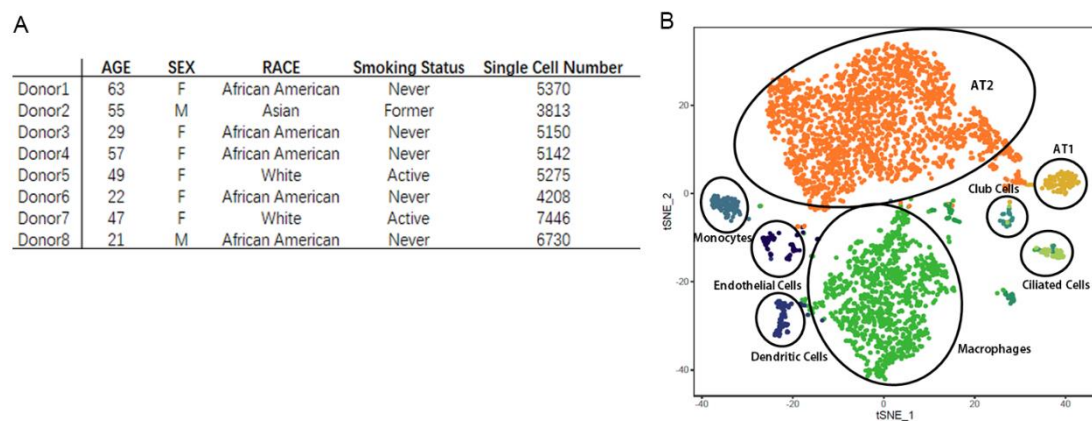 A
AGE SEX RACE Smoking Status Single Cell Number
Donor1 63 F African American Never 5370
Donor2 55 M Asian Former 3813
Donor3 29 F African American Never 5150
Donor4 57 F African American Never 5142
Donor5 49 F White Active 5275
Donor6 22 F African American Never 4208
Donor7 47 F White Active 7446
Donor8 21 M African American Never 6730
B
AT2
AT1
Club Cells
Monocytes
Endothelial Cells
Ciliated Cells
Dendritic Cells
Macrophages
tSNE_2
20
0
-20
-40
-40 -20 0 20 40
tSNE_1